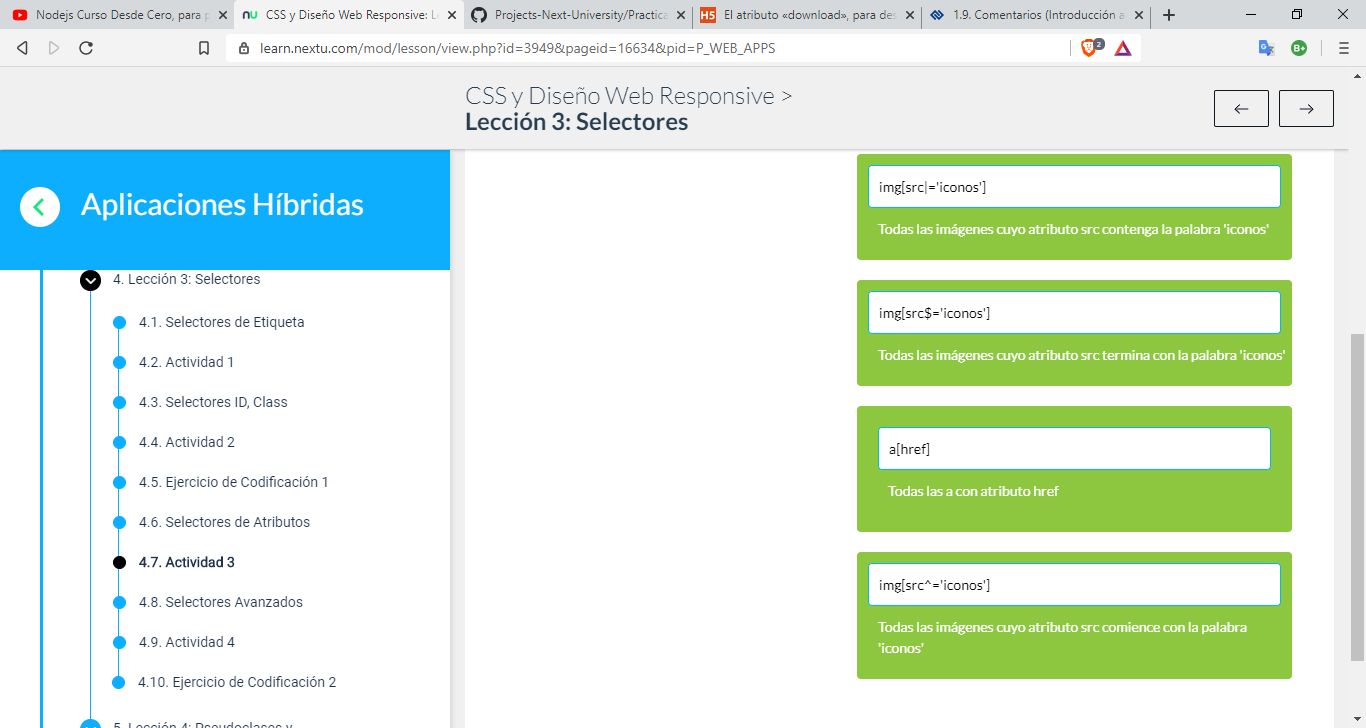 Nodejs Curso Desde Cero, para p
CSS y Diseño Web Responsive: Le
Projects-Next-University/Practica
El atributo «download», para des
1.9. Comentarios (Introducción a
learn.nextu.com/mod/lesson/view.php?id=3949&pageid=16634&pid=P_WEB_APPS
2
B+
CSS y Diseño Web Responsive >
Lección 3: Selectores
Aplicaciones Híbridas
4. Lección 3: Selectores
4.1. Selectores de Etiqueta
4.2. Actividad 1
4.3. Selectores ID, Class
4.4. Actividad 2
4.5. Ejercicio de Codificación 1
4.6. Selectores de Atributos
4.7. Actividad 3
4.8. Selectores Avanzados
4.9. Actividad 4
4.10. Ejercicio de Codificación 2
5. Lección 4: Pseudoclases y
img[src|='iconos']
Todas las imágenes cuyo atributo src contenga la palabra 'iconos'
img[src$='iconos']
Todas las imágenes cuyo atributo src termina con la palabra 'iconos'
a[href]
Todas las a con atributo href
img[src^='iconos']
Todas las imágenes cuyo atributo src comience con la palabra
'iconos'